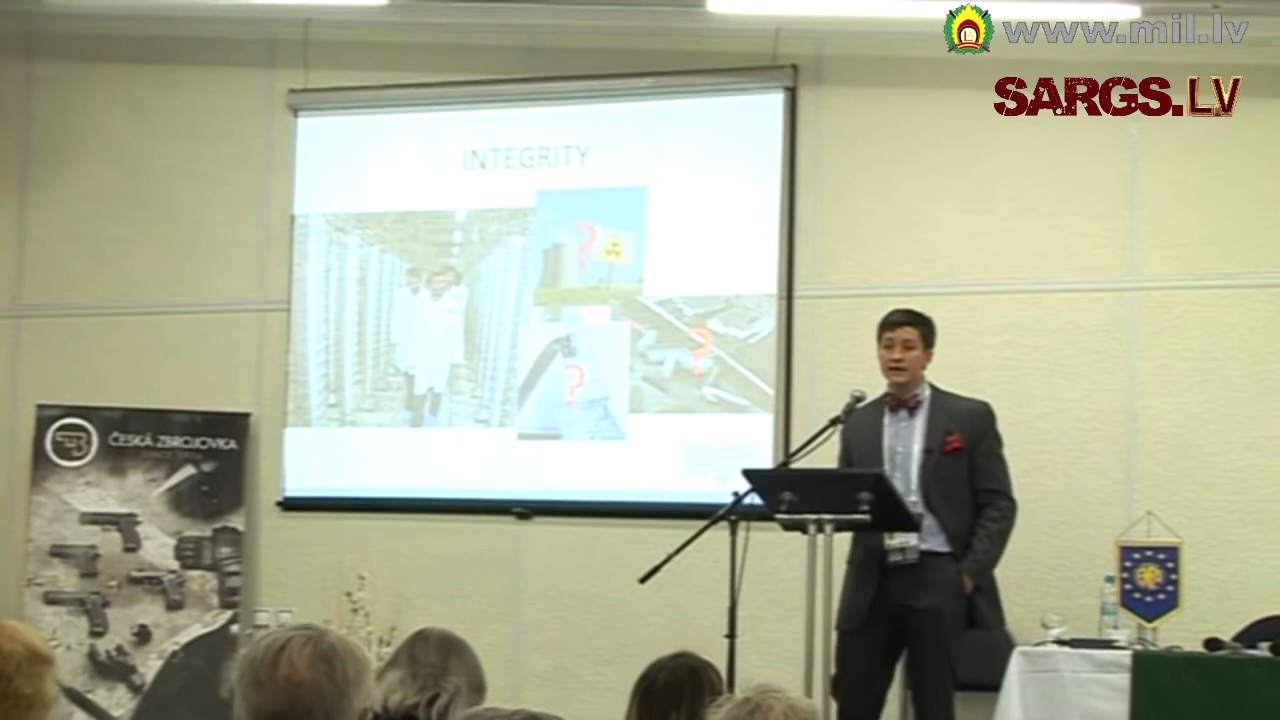 www.mil.lv
SARGS.LV
INTEGRITY
?
?
?
ČESKÁ ZBROJOVKA